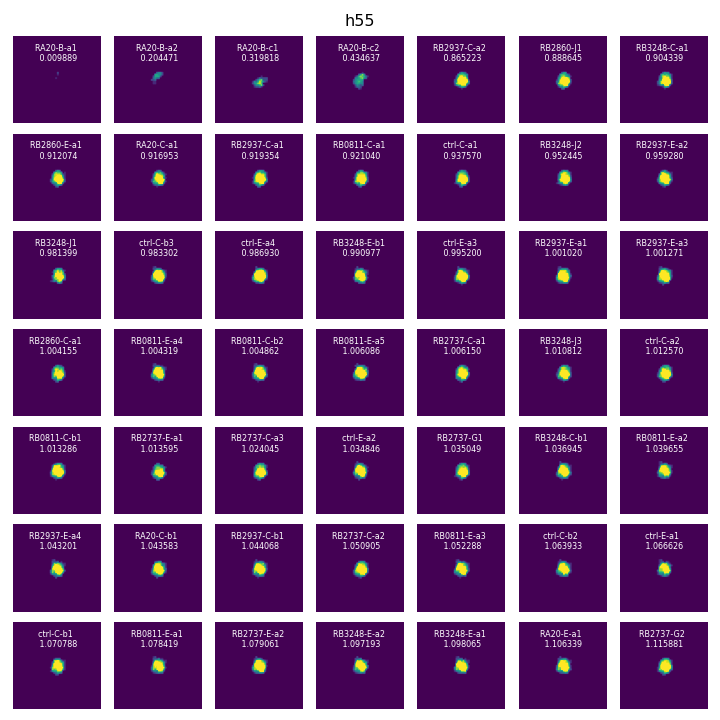 h55
RA20-B-a1
0.009889
RA20-B-a2
0.204471
RA20-B-c1
0.319818
RA20-B-c2
0.434637
RB2937-C-a2
0.865223
RB2860-J1
0.888645
RB3248-C-a1
0.904339
RB2860-E-a1
0.912074
RA20-C-a1
0.916953
RB2937-C-a1
0.919354
RB0811-C-a1
0.921040
ctrl-C-a1
0.937570
RB3248-J2
0.952445
RB2937-E-a2
0.959280
RB3248-J1
0.981399
ctrl-C-b3
0.983302
ctrl-E-a4
0.986930
RB3248-E-b1
0.990977
ctrl-E-a3
0.995200
RB2937-E-a1
1.001020
RB2937-E-a3
1.001271
RB2860-C-a1
1.004155
RB0811-E-a4
1.004319
RB0811-C-b2
1.004862
RB0811-E-a5
1.006086
RB2737-C-a1
1.006150
RB3248-J3
1.010812
ctrl-C-a2
1.012570
RB0811-C-b1
1.013286
RB2737-E-a1
1.013595
RB2737-C-a3
1.024045
ctrl-E-a2
1.034846
RB2737-G1
1.035049
RB3248-C-b1
1.036945
RB0811-E-a2
1.039655
RB2937-E-a4
1.043201
RA20-C-b1
1.043583
RB2937-C-b1
1.044068
RB2737-C-a2
1.050905
RB0811-E-a3
1.052288
ctrl-C-b2
1.063933
ctrl-E-a1
1.066626
ctrl-C-b1
1.070788
RB0811-E-a1
1.078419
RB2737-E-a2
1.079061
RB3248-E-a2
1.097193
RB3248-E-a1
1.098065
RA20-E-a1
1.106339
RB2737-G2
1.115881